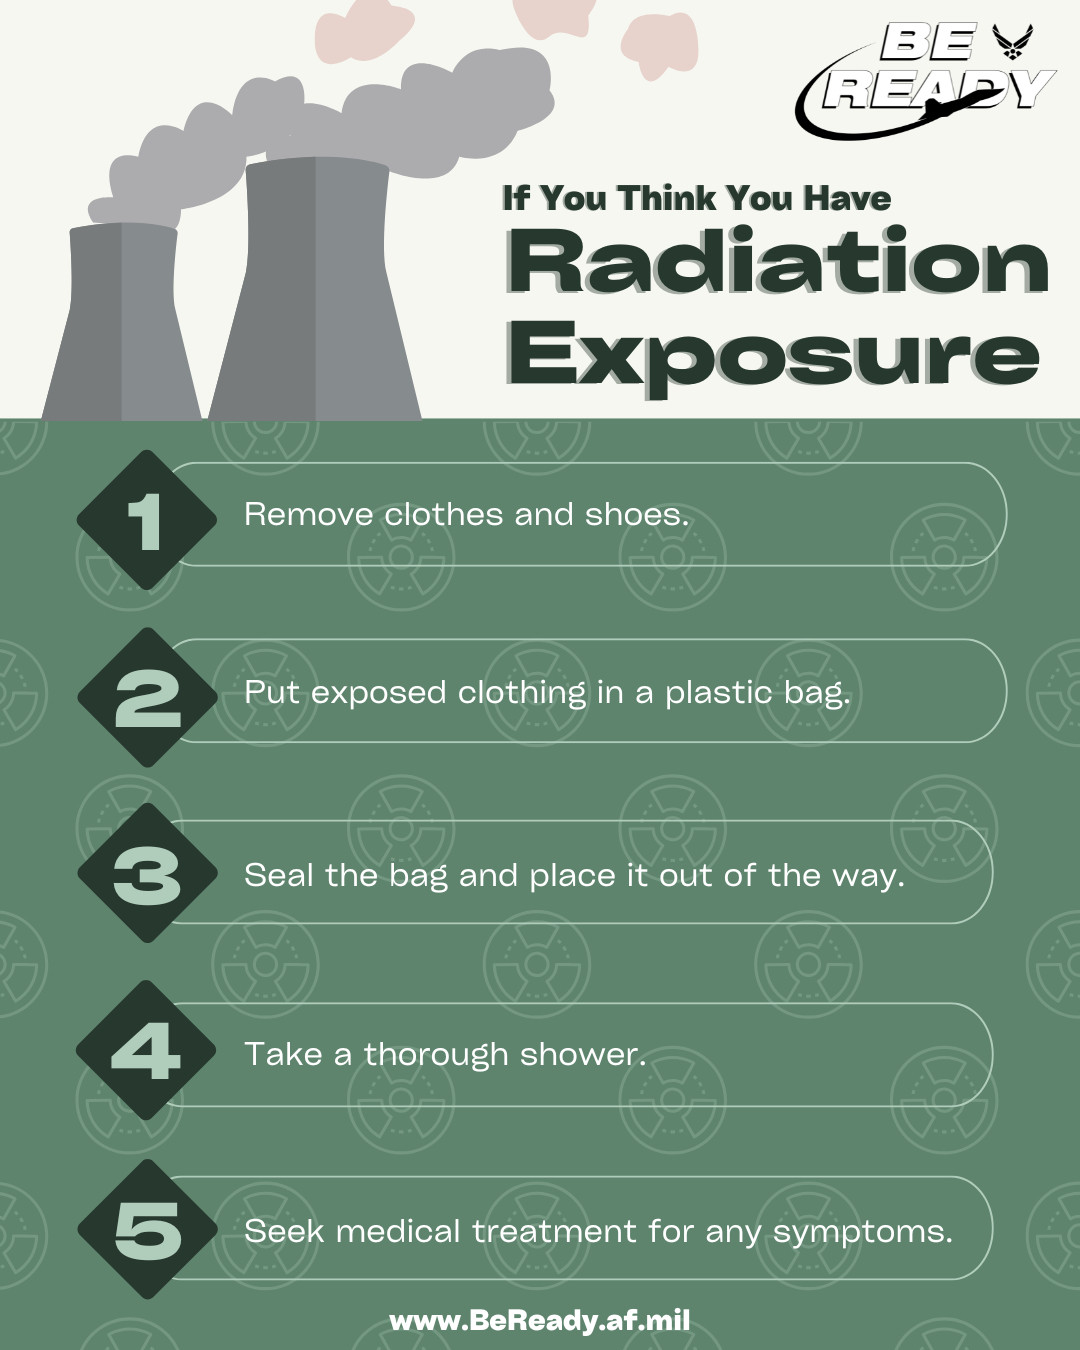 BE
READY
If You Think You Have
Radiation
Exposure
1
Remove clothes and shoes.
2
Put exposed clothing in a plastic bag.
3
Seal the bag and place it out of the way.
4
Take a thorough shower.
5
Seek medical treatment for any symptoms.
www.BeReady.af.mil